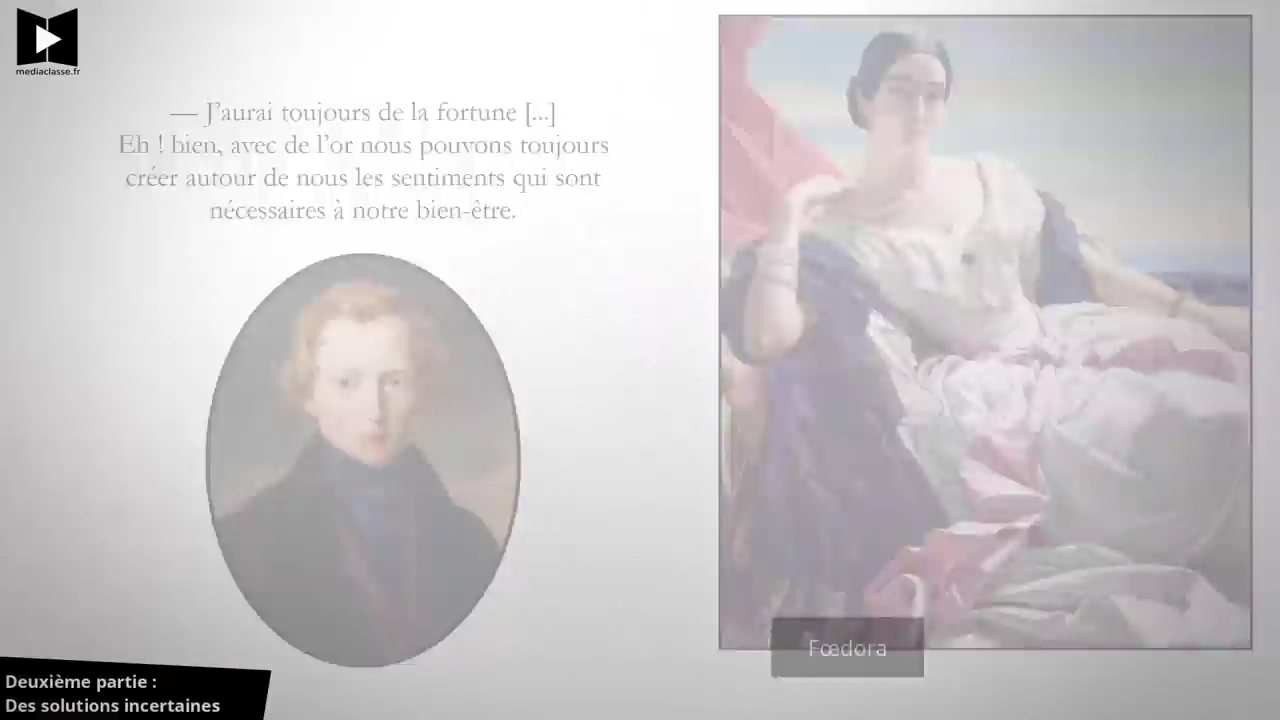 mediaclasse.fr
— J'aurai toujours de la fortune [...]
Eh ! bien, avec de l'or nous pouvons toujours
créer autour de nous les sentiments qui sont
nécessaires à notre bien-être.
Fœdora
Deuxième partie :
Des solutions incertaines